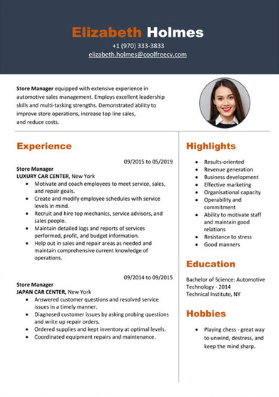 Elizabeth Holmes
+1 (970) 333-3833
elizabeth.holmes@coolfreecv.com
Store Manager equipped with extensive experience in
automotive sales management. Employs excellent leadership
skills and multi-tasking strengths. Demonstrated ability to
improve store operations, increase top line sales,
and reduce costs.
Experience
09/2015 to 05/2019
Store Manager
LUXURY CAR CENTER, New York
• Motivate and coach employees to meet service, sales,
and repair goals.
• Create and modify employee schedules with service
levels in mind.
• Recruit and hire top mechanics, service advisors, and
sales people.
• Maintain detailed logs and reports of services
performed, profit, and budget information.
• Help out in sales and repair areas as needed and
maintain comprehensive current knowledge of
operations.
09/2014 to 09/2015
Store Manager
JAPAN CAR CENTER, New York
• Answered customer questions and resolved service
issues in a timely manner.
• Diagnosed customer issues by asking probing questions
and write up repair orders.
• Ordered supplies and kept inventory at optimal levels.
• Coordinated equipment repairs and maintenance.
Highlights
• Results-oriented
• Revenue generation
• Business development
• Effective marketing
• Organisational capacity
• Operability and
commitment
• Ability to motivate staff
and maintain good
relations
• Resistance to stress
• Good manners
Education
Bachelor of Science: Automotive
Technology - 2014
Technical Institute, NY
Hobbies
• Playing chess - great way
to unwind, destress, and
keep the mind sharp.